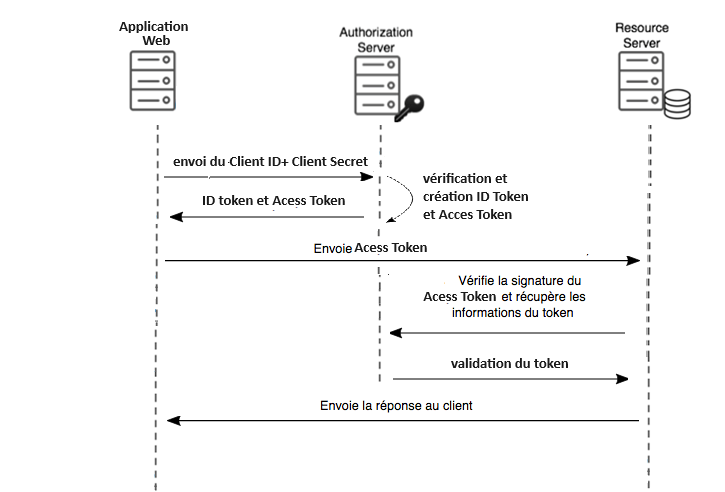 Application
Web
Authorization
Server
Resource
Server
envoi du Client ID+ Client Secret
vérification et
création ID Token
et Acces Token
ID token et Acess Token
Envoie Acess Token
Vérifie la signature du
Acess Token et récupère les
informations du token
validation du token
Envoie la réponse au client